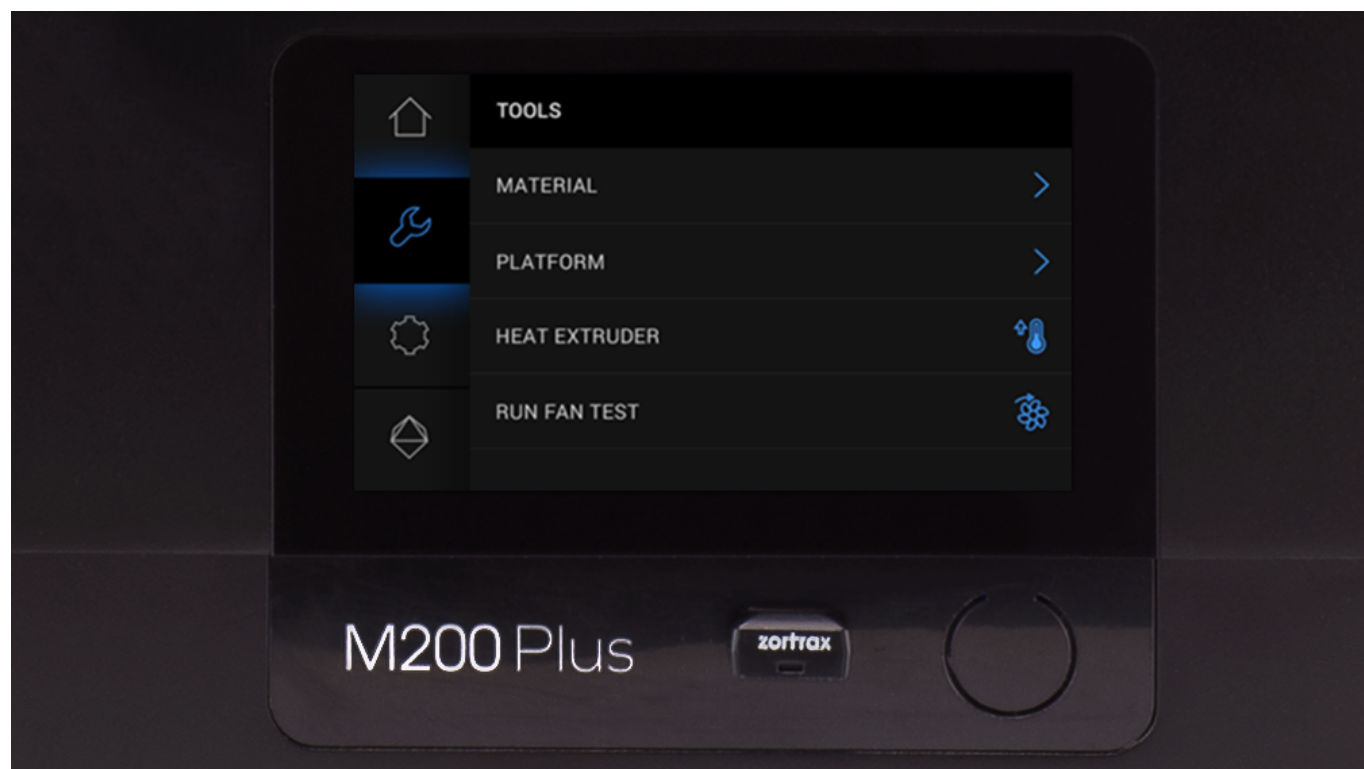 TOOLS
MATERIAL
PLATFORM
HEAT EXTRUDER
RUN FAN TEST
M200 Plus
zortrax